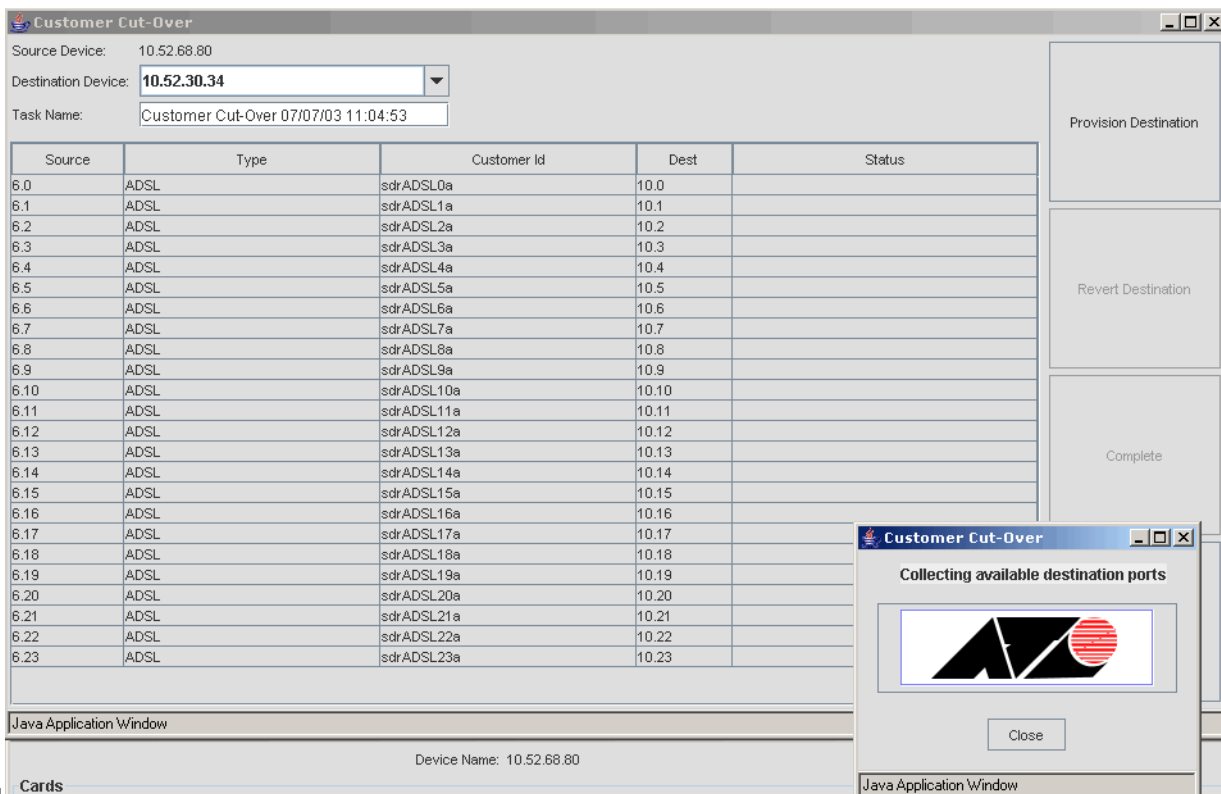 Customer Cut-Over
Source Device: 10.52.68.80
Destination Device: 10.52.30.34
Task Name: Customer Cut-Over 07/07/03 11:04:53
Provision Destination
Revert Destination
Complete
Source Type Customer Id Dest Status
6.0 ADSL sdrADSL0a 10.0
6.1 ADSL sdrADSL1a 10.1
6.2 ADSL sdrADSL2a 10.2
6.3 ADSL sdrADSL3a 10.3
6.4 ADSL sdrADSL4a 10.4
6.5 ADSL sdrADSL5a 10.5
6.6 ADSL sdrADSL6a 10.6
6.7 ADSL sdrADSL7a 10.7
6.8 ADSL sdrADSL8a 10.8
6.9 ADSL sdrADSL9a 10.9
6.10 ADSL sdrADSL10a 10.10
6.11 ADSL sdrADSL11a 10.11
6.12 ADSL sdrADSL12a 10.12
6.13 ADSL sdrADSL13a 10.13
6.14 ADSL sdrADSL14a 10.14
6.15 ADSL sdrADSL15a 10.15
6.16 ADSL sdrADSL16a 10.16
6.17 ADSL sdrADSL17a 10.17
6.18 ADSL sdrADSL18a 10.18
6.19 ADSL sdrADSL19a 10.19
6.20 ADSL sdrADSL20a 10.20
6.21 ADSL sdrADSL21a 10.21
6.22 ADSL sdrADSL22a 10.22
6.23 ADSL sdrADSL23a 10.23
Java Application Window
Device Name: 10.52.68.80
Cards
Customer Cut-Over
Collecting available destination ports
Close
Java Application Window